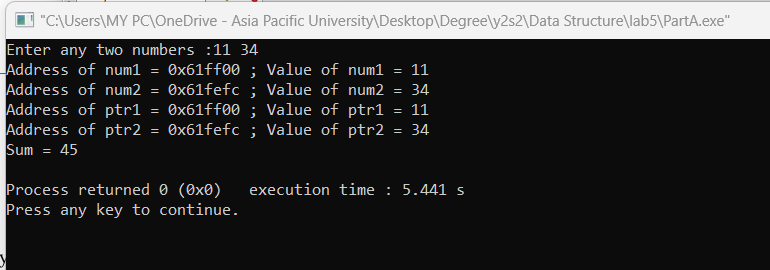 "C:\Users\MY PC\OneDrive - Asia Pacific University\Desktop\Degree\y2s2\Data Structure\lab5\PartA.exe"
Enter any two numbers :11 34
Address of num1 = 0x61ff00 ; Value of num1 = 11
Address of num2 = 0x61fefc ; Value of num2 = 34
Address of ptr1 = 0x61ff00 ; Value of ptr1 = 11
Address of ptr2 = 0x61fefc ; Value of ptr2 = 34
Sum = 45
Process returned 0 (0x0)   execution time : 5.441 s
Press any key to continue.